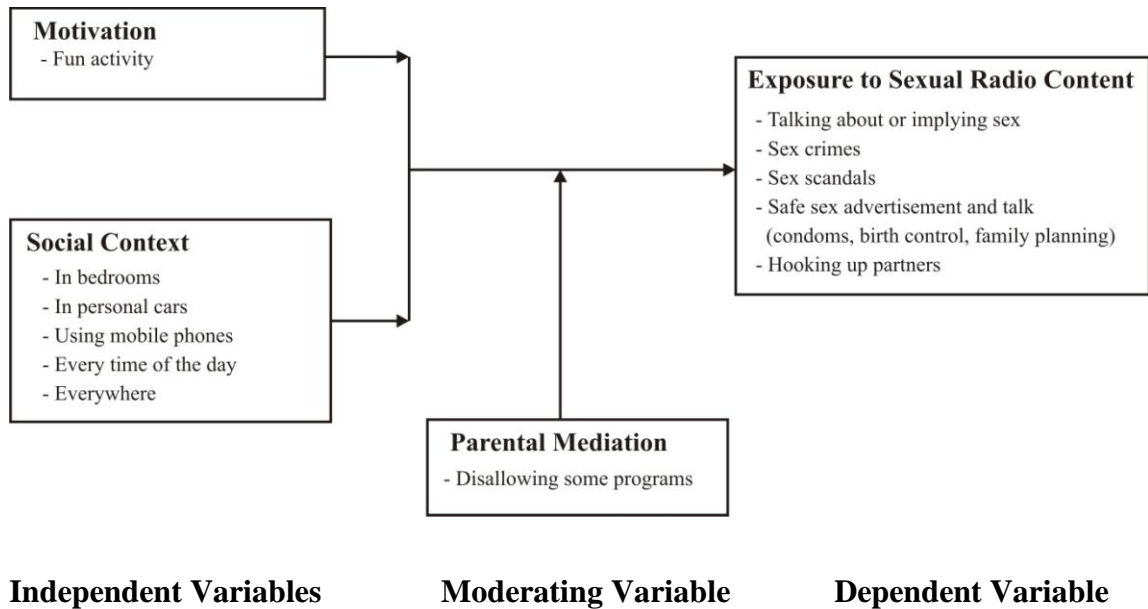 Motivation
- Fun activity
Social Context
- In bedrooms
- In personal cars
- Using mobile phones
- Every time of the day
- Everywhere
Parental Mediation
- Disallowing some programs
Exposure to Sexual Radio Content
- Talking about or implying sex
- Sex crimes
- Sex scandals
- Safe sex advertisement and talk
(condoms, birth control, family planning)
- Hooking up partners
Independent Variables Moderating Variable Dependent Variable